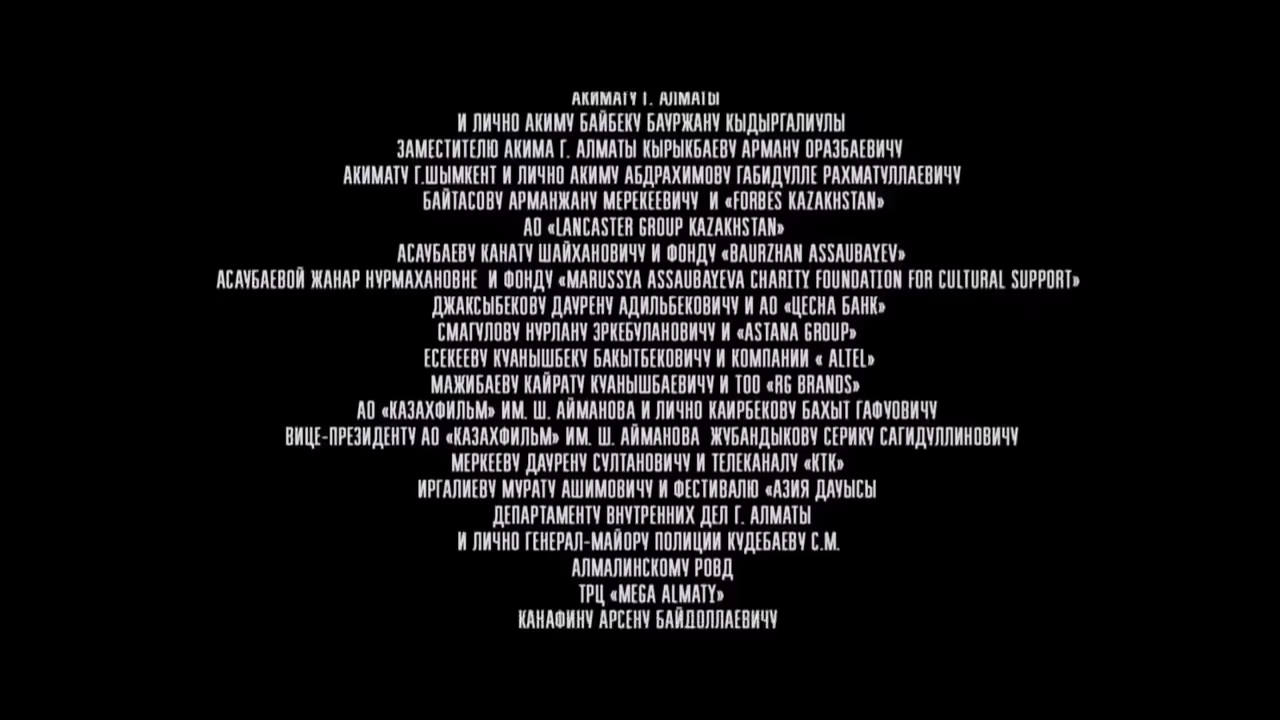 АКИМАТУ Г. АЛМАТЫ
И ЛИЧНО АКИМУ БАЙБЕКУ БАУРЖАНУ КЫДЫРГАЛИУЛЫ
ЗАМЕСТИТЕЛЮ АКИМА Г. АЛМАТЫ КЫРЫКБАЕВУ АРМАНУ ОРАЗБАЕВИЧУ
АКИМАТУ Г.ШЫМКЕНТ И ЛИЧНО АКИМУ АБДРАХИМОВУ ГАБИДУЛЛЕ РАХМАТУЛЛАЕВИЧУ
БАЙТАСОВУ АРМАНЖАНУ МЕРЕКЕЕВИЧУ И «FORBES KAZAKHSTAN»
АО «LANCASTER GROUP KAZAKHSTAN»
АСАУБАЕВУ КАНАТУ ШАЙХАНОВИЧУ И ФОНДУ «BAURZHAN ASSAUBAYEV»
АСАУБАЕВОЙ ЖАНАР НУРМАХАНОВНЕ И ФОНДУ «MARUSSYA ASSAUBAYEVA CHARITY FOUNDATION FOR CULTURAL SUPPORT»
ДЖАКСЫБЕКОВУ ДАУРЕНУ АДИЛЬБЕКОВИЧУ И АО «ЦЕСНА БАНК»
СМАГУЛОВУ НУРЛАНУ ЭРКЕБУЛАНОВИЧУ И «ASTANA GROUP»
ЕСЕКЕЕВУ КУАНЫШБЕКУ БАКЫТБЕКОВИЧУ И КОМПАНИИ « ALTEL»
МАЖИБАЕВУ КАЙРАТУ КУАНЫШБАЕВИЧУ И ТОО «RG BRANDS»
АО «КАЗАХФИЛЬМ» ИМ. Ш. АЙМАНОВА И ЛИЧНО КАИРБЕКОВУ БАХЫТ ГАФУОВИЧУ
ВИЦЕ-ПРЕЗИДЕНТУ АО «КАЗАХФИЛЬМ» ИМ. Ш. АЙМАНОВА ЖУБАНДЫКОВУ СЕРИКУ САГИДУЛЛИНОВИЧУ
МЕРКЕЕВУ ДАУРЕНУ СУЛТАНОВИЧУ И ТЕЛЕКАНАЛУ «КТК»
ИРГАЛИЕВУ МУРАТУ АШИМОВИЧУ И ФЕСТИВАЛЮ «АЗИЯ ДАУЫСЫ
ДЕПАРТАМЕНТУ ВНУТРЕННИХ ДЕЛ Г. АЛМАТЫ
И ЛИЧНО ГЕНЕРАЛ-МАЙОРУ ПОЛИЦИИ КУДЕБАЕВУ С.М.
АЛМАЛИНСКОМУ РОВД
ТРЦ «MEGA ALMATY»
КАНАФИНУ АРСЕНУ БАЙДОЛЛАЕВИЧУ